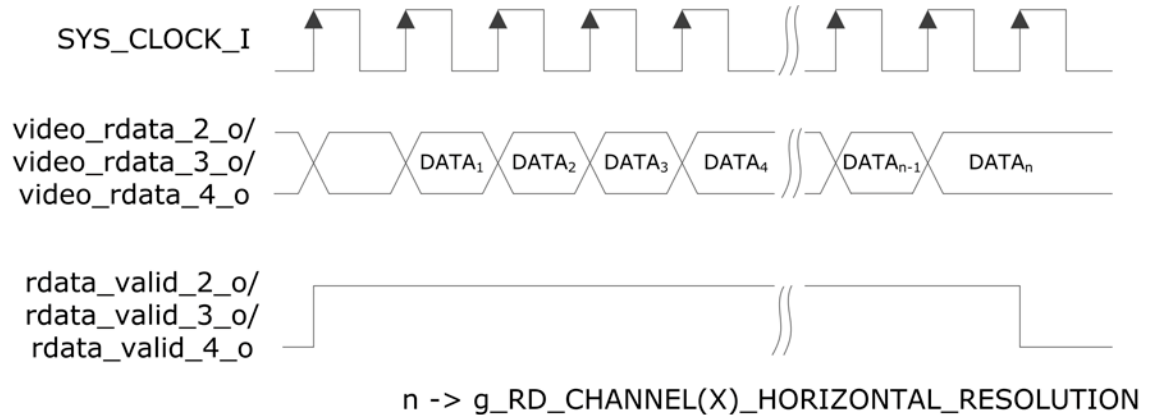 SYS_CLOCK_I
video_rdata_2_o/
video_rdata_3_o/
video_rdata_4_o
DATA₁ DATA₂ DATA₃ DATA₄ DATAₙ₋₁ DATAₙ
rdata_valid_2_o/
rdata_valid_3_o/
rdata_valid_4_o
n -> g_RD_CHANNEL(X)_HORIZONTAL_RESOLUTION